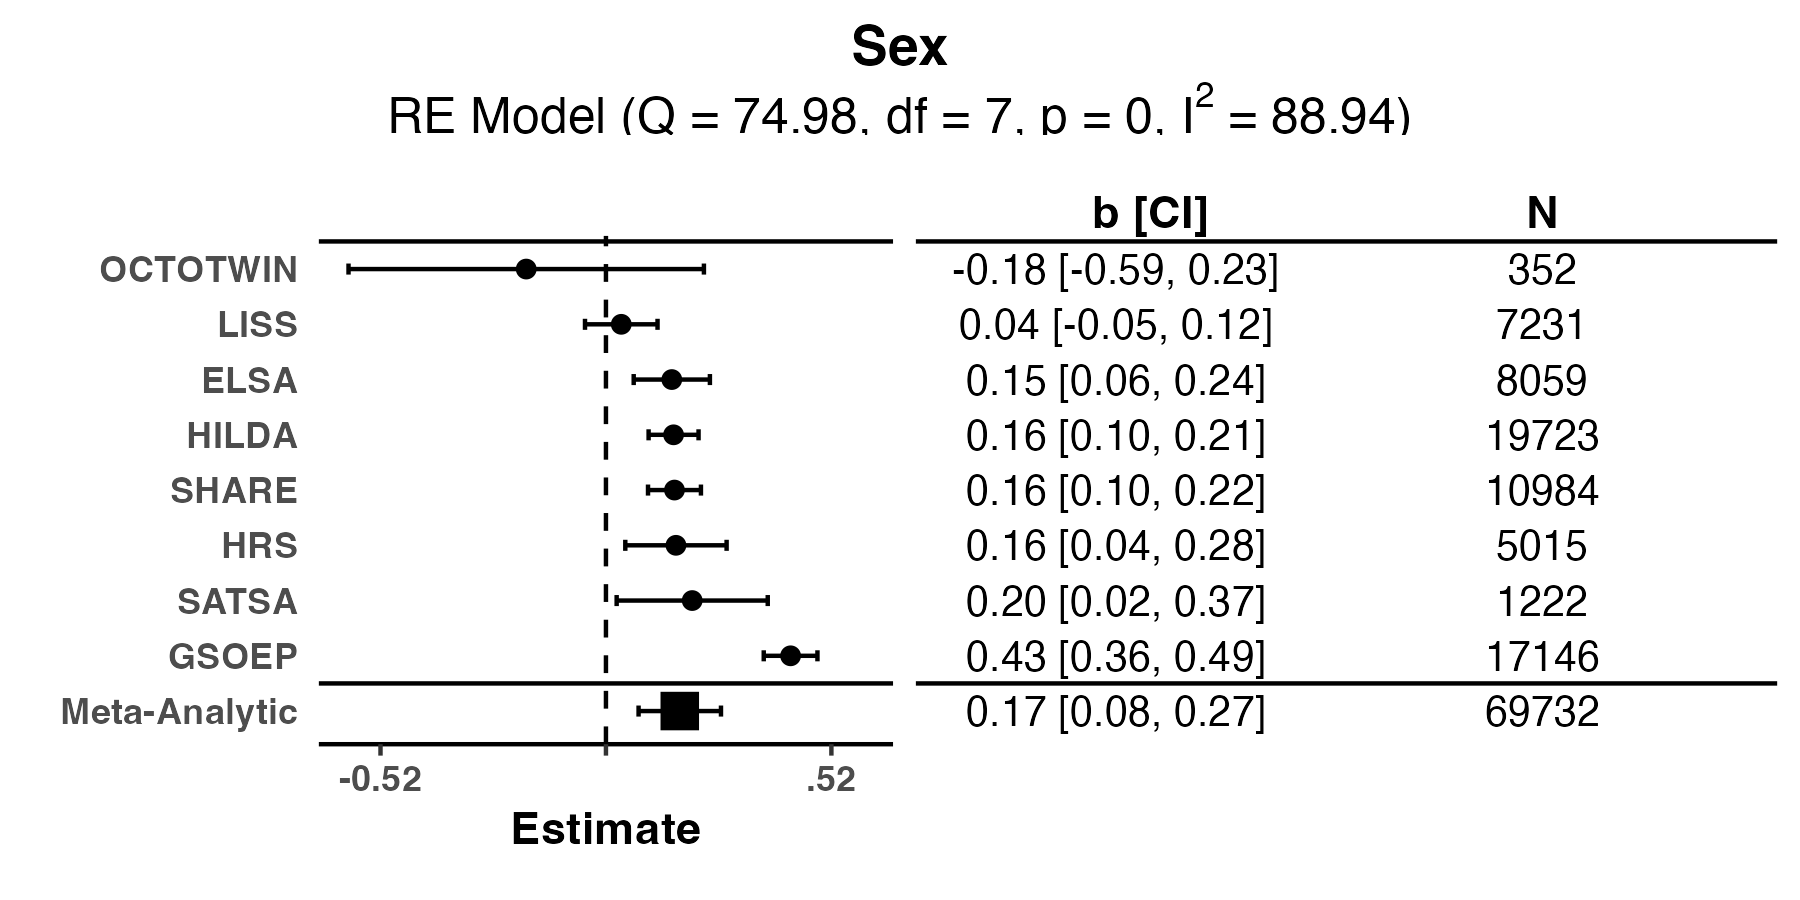 Sex
RE Model (Q = 74.98, df = 7, p = 0, I² = 88.94)
b [CI] N
OCTOTWIN -0.18 [-0.59, 0.23] 352
LISS 0.04 [-0.05, 0.12] 7231
ELSA 0.15 [0.06, 0.24] 8059
HILDA 0.16 [0.10, 0.21] 19723
SHARE 0.16 [0.10, 0.22] 10984
HRS 0.16 [0.04, 0.28] 5015
SATSA 0.20 [0.02, 0.37] 1222
GSOEP 0.43 [0.36, 0.49] 17146
Meta-Analytic 0.17 [0.08, 0.27] 69732
-0.52 .52
Estimate